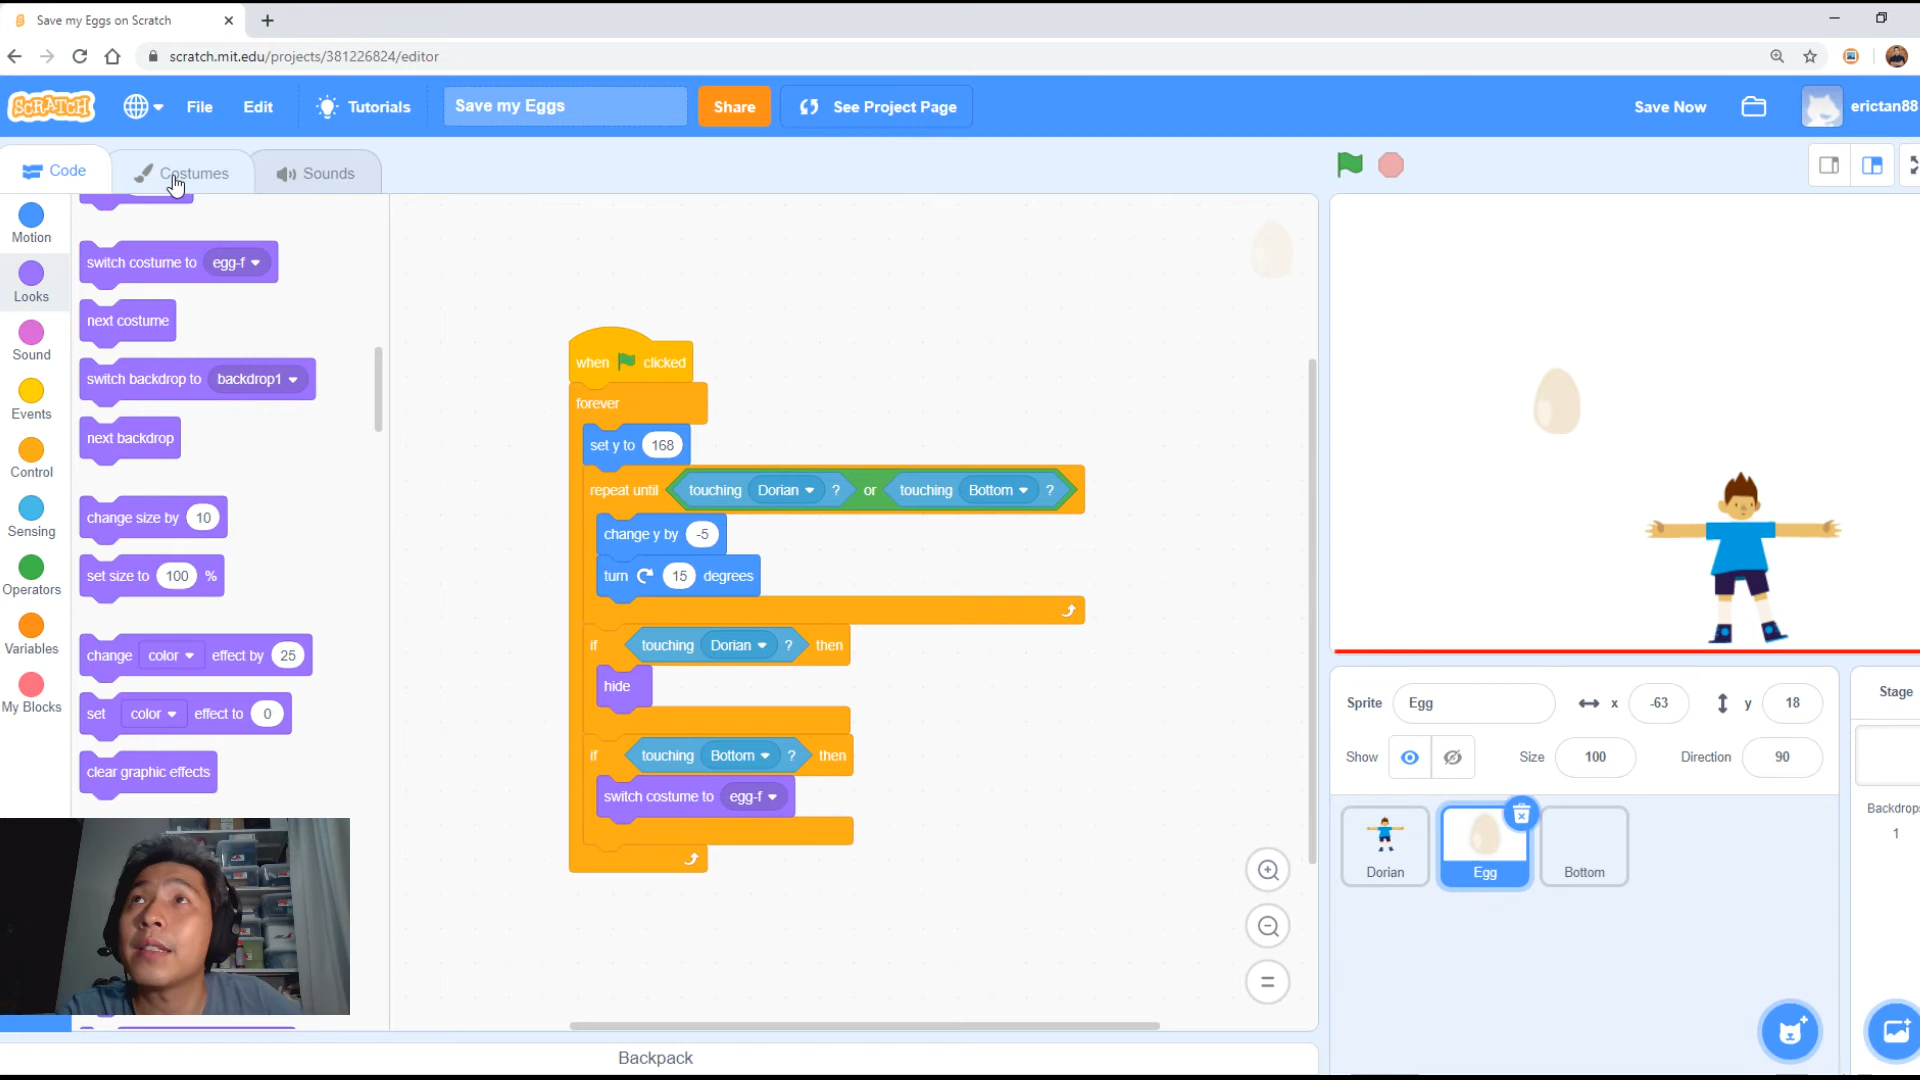 Save my Eggs on Scratch
scratch.mit.edu/projects/381226824/editor
SCRATCH File Edit Tutorials Save my Eggs Share See Project Page Save Now erictan88
Code Costumes Sounds
Motion
Looks
Sound
Events
Control
Sensing
Operators
Variables
My Blocks
switch costume to egg-f
next costume
switch backdrop to backdrop1
next backdrop
change size by 10
set size to 100 %
change color effect by 25
set color effect to 0
clear graphic effects
when clicked
forever
set y to 168
repeat until touching Dorian ? or touching Bottom ?
change y by -5
turn 15 degrees
if touching Dorian ? then
hide
if touching Bottom ? then
switch costume to egg-f
Backpack
Sprite Egg x -63 y 18
Show Size 100 Direction 90
Dorian Egg Bottom
Stage
Backdrops
1